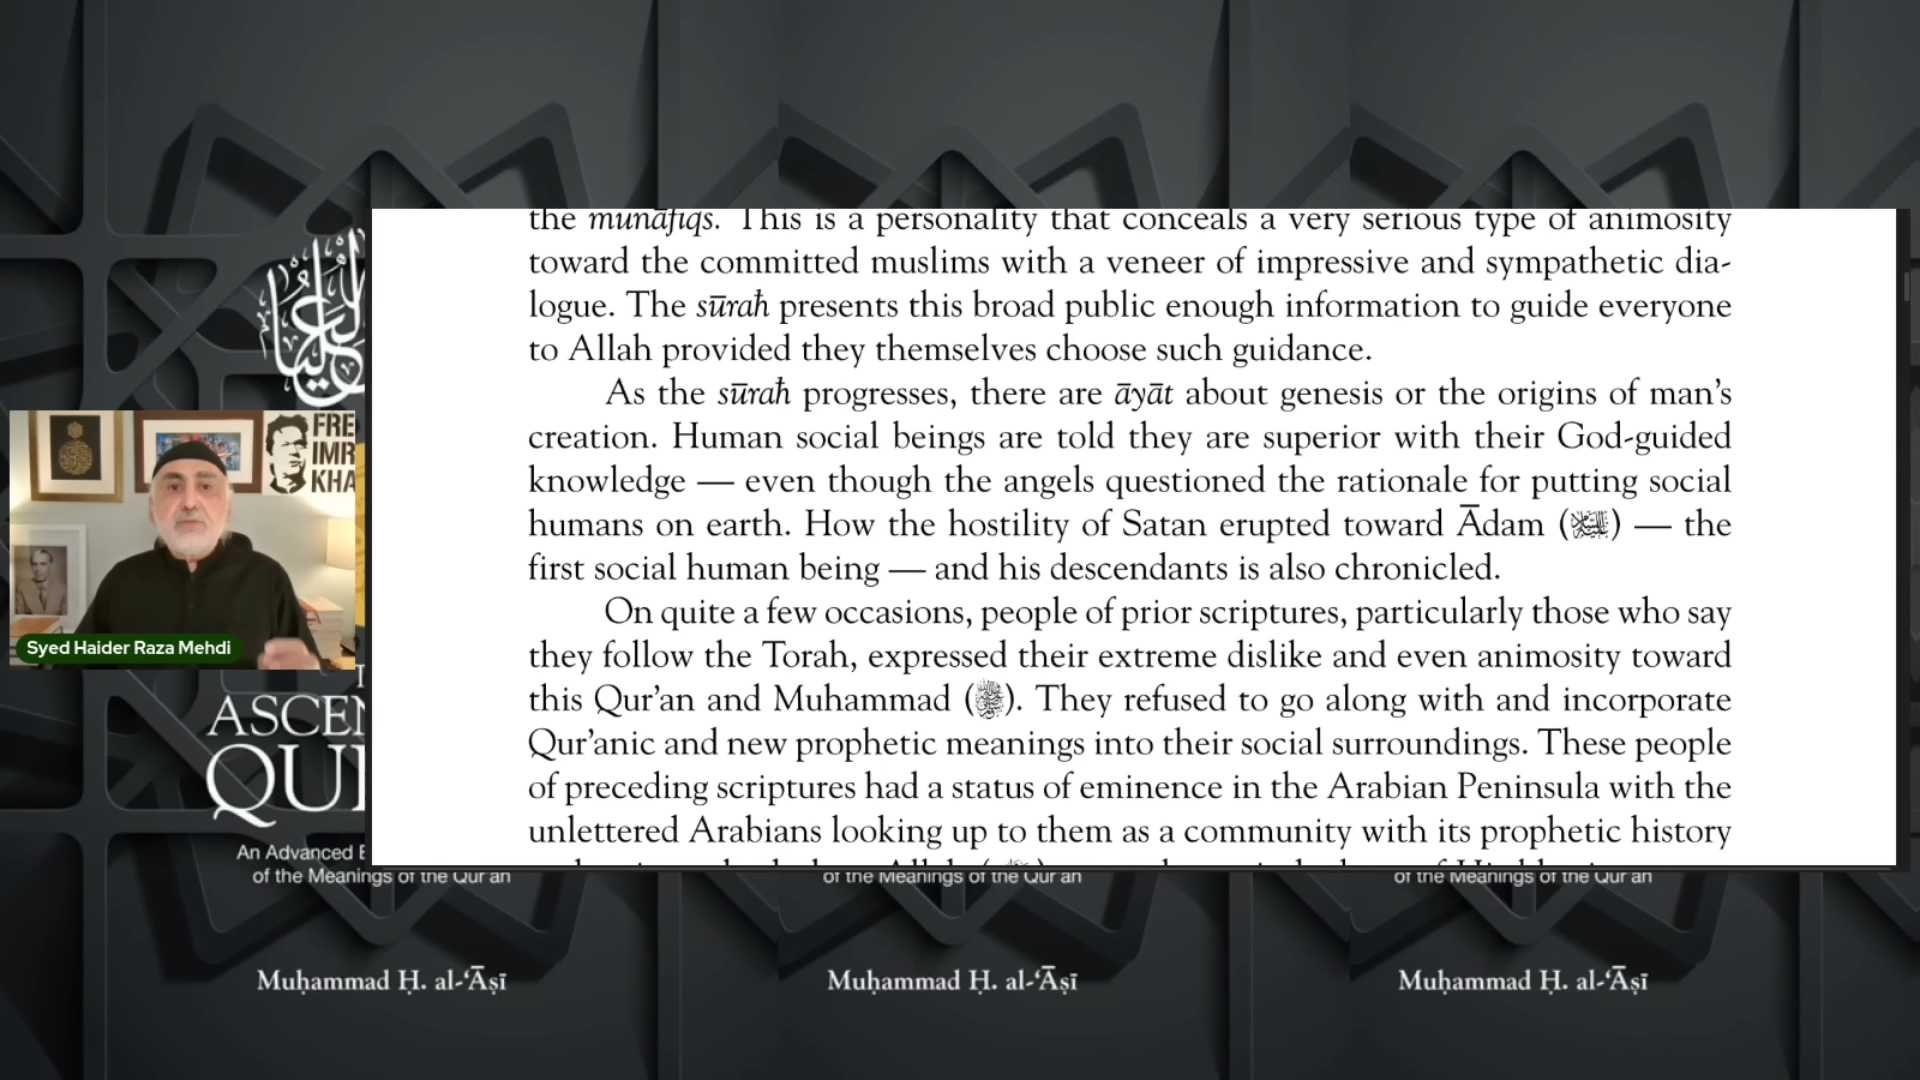 the munāfiqs. This is a personality that conceals a very serious type of animosity
toward the committed muslims with a veneer of impressive and sympathetic dia-
logue. The sūraħ presents this broad public enough information to guide everyone
to Allah provided they themselves choose such guidance.
As the sūraħ progresses, there are āyāt about genesis or the origins of man’s
creation. Human social beings are told they are superior with their God-guided
knowledge — even though the angels questioned the rationale for putting social
humans on earth. How the hostility of Satan erupted toward Ādam () — the
first social human being — and his descendants is also chronicled.
On quite a few occasions, people of prior scriptures, particularly those who say
they follow the Torah, expressed their extreme dislike and even animosity toward
this Qur’an and Muhammad (ﷺ). They refused to go along with and incorporate
Qur’anic and new prophetic meanings into their social surroundings. These people
of preceding scriptures had a status of eminence in the Arabian Peninsula with the
unlettered Arabians looking up to them as a community with its prophetic history
FRE
IMR
KHA
Syed Haider Raza Mehdi
ASCEN
QUR
An Advanced E
of the Meanings of the Qur'an
of the Meanings of the Qur'an
of the Meanings of the Qur'an
Muḥammad Ḥ. al-‘Āṣī
Muḥammad Ḥ. al-‘Āṣī
Muḥammad Ḥ. al-‘Āṣī